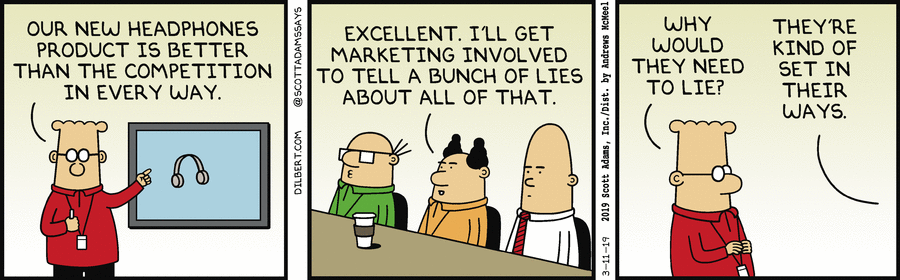 OUR NEW HEADPHONES
PRODUCT IS BETTER
THAN THE COMPETITION
IN EVERY WAY.
DILBERT.COM @SCOTTADAMSSAYS
EXCELLENT. I'LL GET
MARKETING INVOLVED
TO TELL A BUNCH OF LIES
ABOUT ALL OF THAT.
3-11-19 2019 Scott Adams, Inc./Dist. by Andrews McMeel
WHY
WOULD
THEY NEED
TO LIE?
THEY'RE
KIND OF
SET IN
THEIR
WAYS.